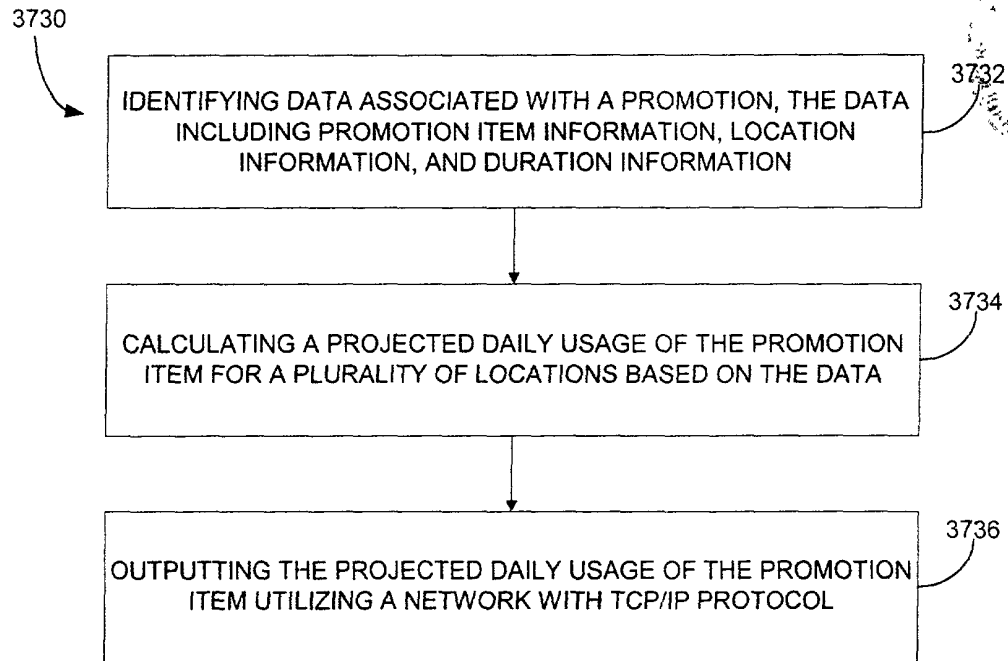 3730
3732
IDENTIFYING DATA ASSOCIATED WITH A PROMOTION, THE DATA
INCLUDING PROMOTION ITEM INFORMATION, LOCATION
INFORMATION, AND DURATION INFORMATION
3734
CALCULATING A PROJECTED DAILY USAGE OF THE PROMOTION
ITEM FOR A PLURALITY OF LOCATIONS BASED ON THE DATA
3736
OUTPUTTING THE PROJECTED DAILY USAGE OF THE PROMOTION
ITEM UTILIZING A NETWORK WITH TCP/IP PROTOCOL